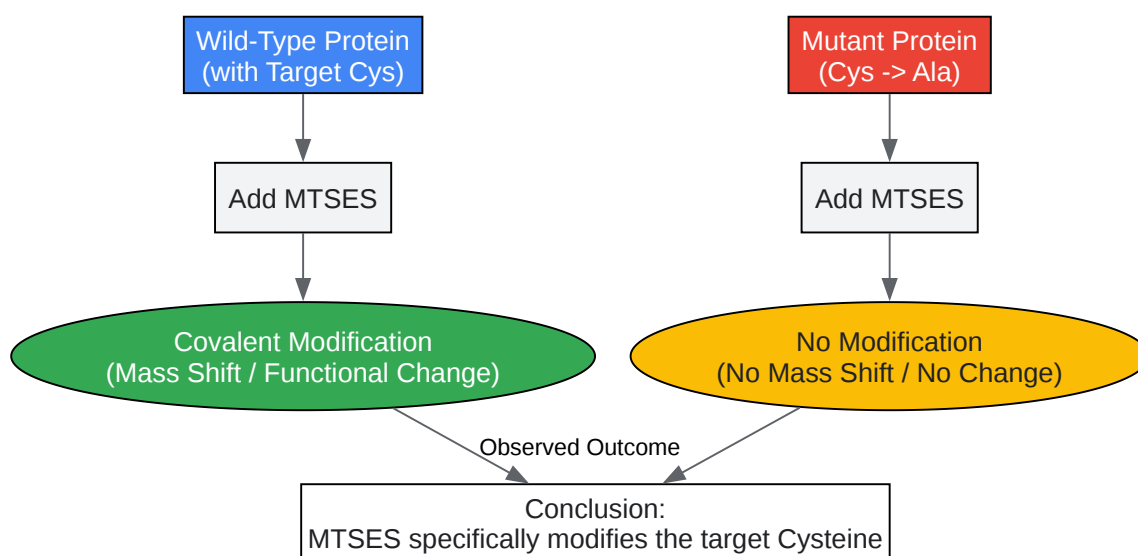 Wild-Type Protein
(with Target Cys)
Mutant Protein
(Cys -> Ala)
Add MTSES
Add MTSES
Covalent Modification
(Mass Shift / Functional Change)
No Modification
(No Mass Shift / No Change)
Observed Outcome
Conclusion:
MTSES specifically modifies the target Cysteine